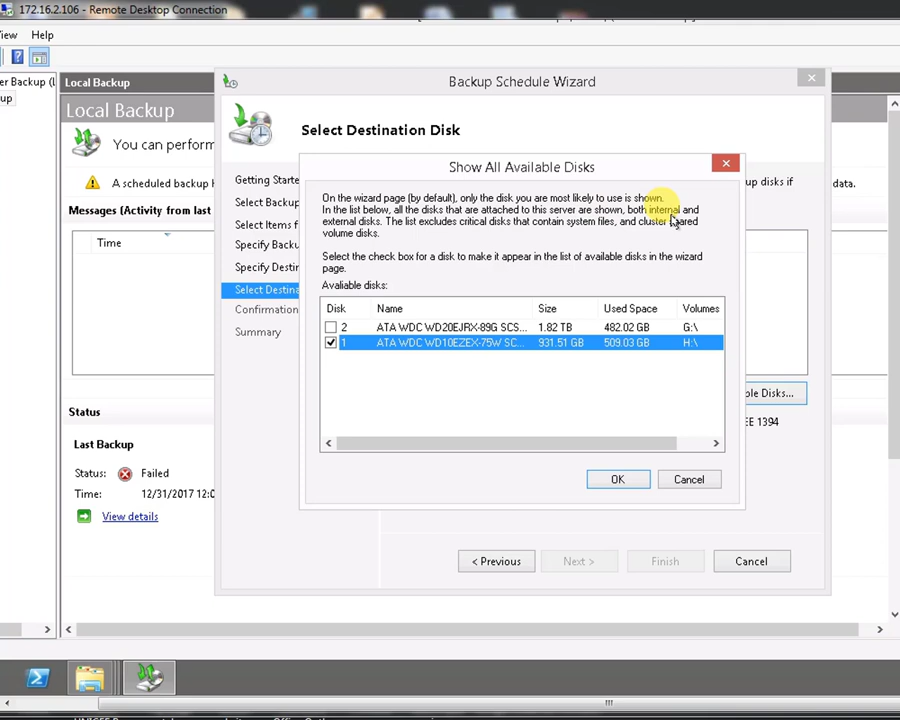 172.16.2.106 - Remote Desktop Connection
iew Help
er Backup (l
up
Local Backup
Local Backup
You can perform
A scheduled backup
data.
Messages (Activity from last
Time
Status
Last Backup
Status: Failed
Time: 12/31/2017 12:0
View details
Backup Schedule Wizard
Select Destination Disk
Getting Starte
Select Backup
Select Items f
Specify Backu
Specify Destin
Select Destina
Confirmation
Summary
up disks if
ble Disks...
EE 1394
Show All Available Disks
On the wizard page (by default), only the disk you are most likely to use is shown.
In the list below, all the disks that are attached to this server are shown, both internal and
external disks. The list excludes critical disks that contain system files, and cluster shared
volume disks.
Select the check box for a disk to make it appear in the list of available disks in the wizard
page.
Available disks:
Disk Name Size Used Space Volumes
2 ATA WDC WD20EJRX-89G SCS... 1.82 TB 482.02 GB G:\
1 ATA WDC WD10EZEX-75W SC... 931.51 GB 509.03 GB H:\
OK Cancel
< Previous Next > Finish Cancel